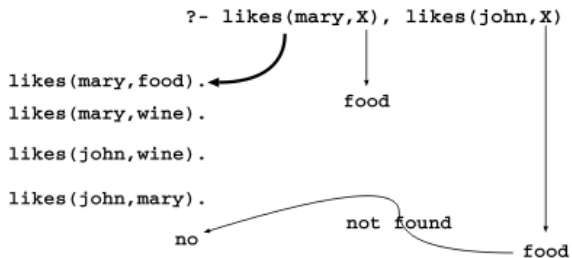 ?- likes(mary,X), likes(john,X)
likes(mary,food).
food
likes(mary,wine).
likes(john,wine).
likes(john,mary).
not found
no
food